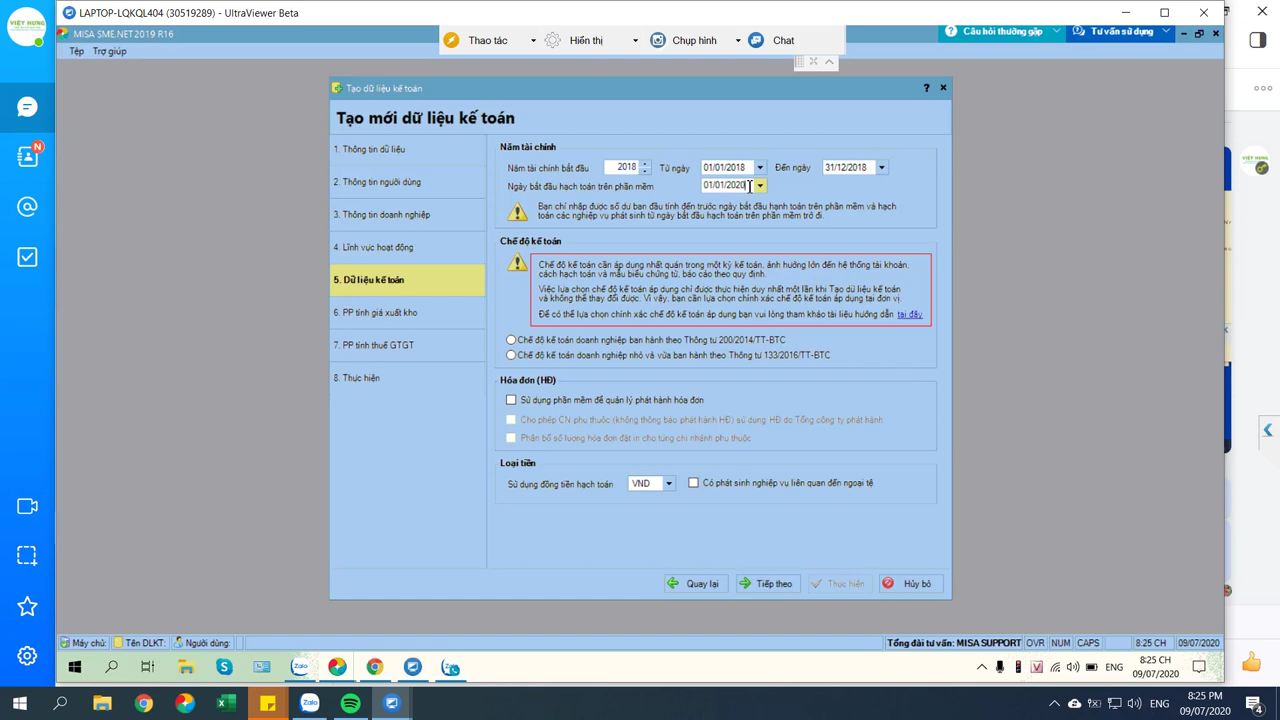 VIỆT HƯNG
LAPTOP-LQKQL404 (30519289) - UltraViewer Beta
MISA SME.NET 2019 R16
Thao tác
Hiển thị
Chụp hình
Chat
Câu hỏi thường gặp
Tư vấn sử dụng
Tệp Trợ giúp
Tạo dữ liệu kế toán
Tạo mới dữ liệu kế toán
1. Thông tin dữ liệu
2. Thông tin người dùng
3. Thông tin doanh nghiệp
4. Lĩnh vực hoạt động
5. Dữ liệu kế toán
6. PP tính giá xuất kho
7. PP tính thuế GTGT
8. Thực hiện
Năm tài chính
Năm tài chính bắt đầu 2018 Từ ngày 01/01/2018 Đến ngày 31/12/2018
Ngày bắt đầu hạch toán trên phần mềm 01/01/2020
Bạn chỉ nhập được số dư ban đầu tính đến trước ngày bắt đầu hạnh toán trên phần mềm và hạch
toán các nghiệp vụ phát sinh từ ngày bắt đầu hạch toán trên phần mềm trở đi.
Chế độ kế toán
Chế độ kế toán cần áp dụng nhất quán trong một kỳ kế toán, ảnh hưởng lớn đến hệ thống tài khoản,
cách hạch toán và mẫu biểu chứng từ, báo cáo theo quy định.
Việc lựa chọn chế độ kế toán áp dụng chỉ được thực hiện duy nhất một lần khi Tạo dữ liệu kế toán
và không thể thay đổi được. Vì vậy, bạn cần lựa chọn chính xác chế độ kế toán áp dụng tại đơn vị.
Để có thể lựa chọn chính xác chế độ kế toán áp dụng bạn vui lòng tham khảo tài liệu hướng dẫn tại đây
Chế độ kế toán doanh nghiệp ban hành theo Thông tư 200/2014/TT-BTC
Chế độ kế toán doanh nghiệp nhỏ và vừa ban hành theo Thông tư 133/2016/TT-BTC
Hóa đơn (HĐ)
Sử dụng phần mềm để quản lý phát hành hóa đơn
Cho phép CN phụ thuộc (không thông báo phát hành HĐ) sử dụng HĐ do Tổng công ty phát hành
Phân bổ số lượng hóa đơn đặt in cho từng chi nhánh phụ thuộc
Loại tiền
Sử dụng đồng tiền hạch toán VND Có phát sinh nghiệp vụ liên quan đến ngoại tệ
Quay lại Tiếp theo Thực hiện Hủy bỏ
Máy chủ: Tên DLKT: Người dùng: Tổng đài tư vấn: MISA SUPPORT OVR NUM CAPS 8:25 CH 09/07/2020
Zalo
ENG
8:25 CH
09/07/2020
Zalo
ENG
8:25 PM
09/07/2020
4
N